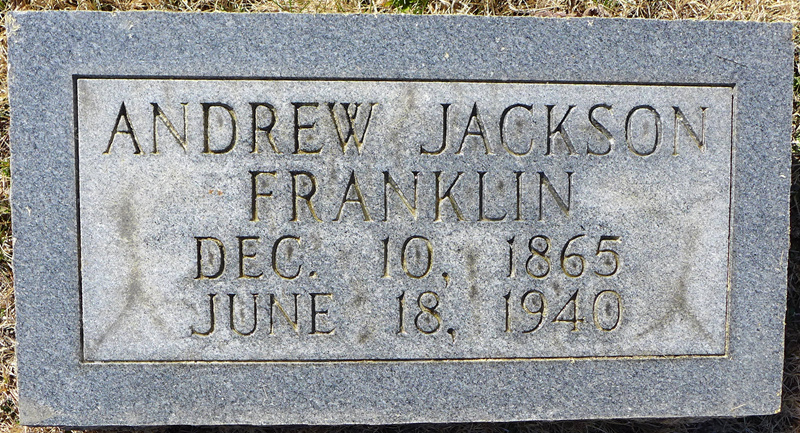 ANDREW JACKSON
FRANKLIN
DEC. 10, 1865
JUNE 18, 1940